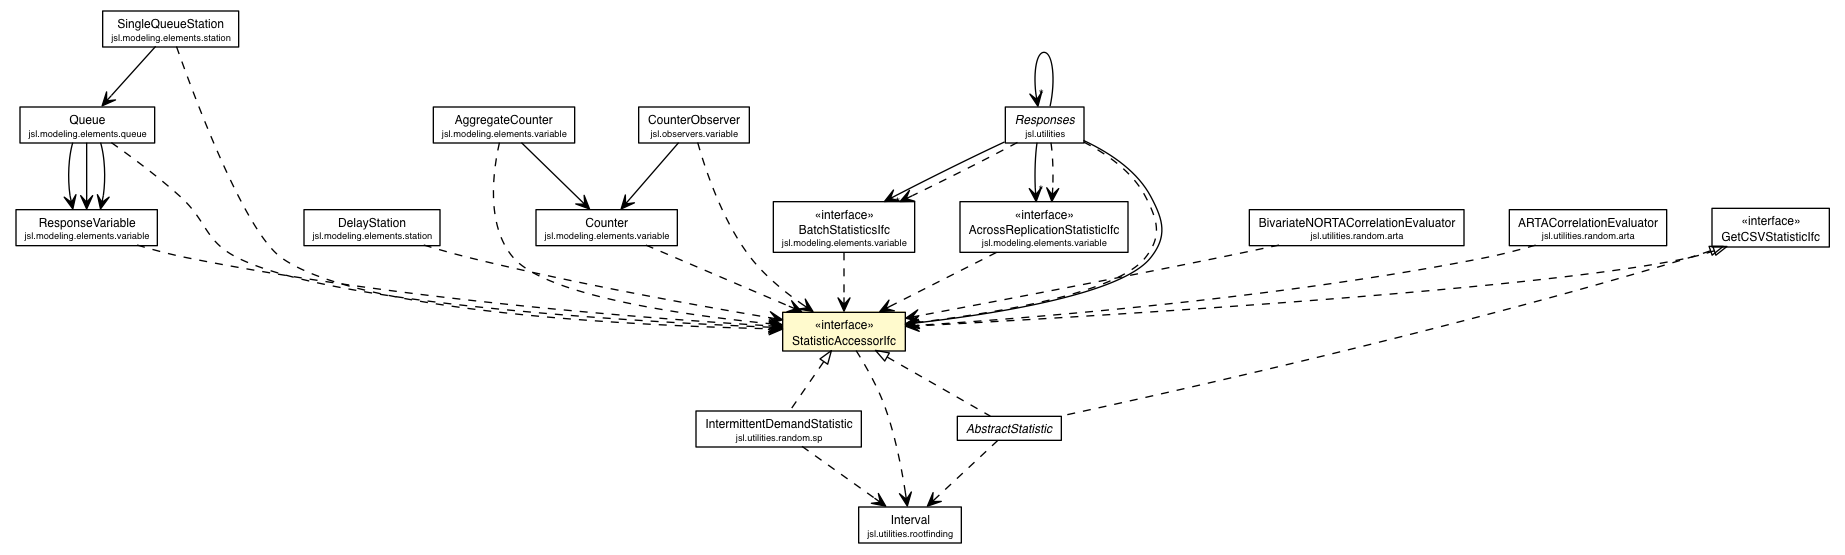 SingleQueueStation
jsl.modeling.elements.station
Queue
jsl.modeling.elements.queue
AggregateCounter
jsl.modeling.elements.variable
CounterObserver
jsl.observers.variable
Responses
jsl.utilities
ResponseVariable
jsl.modeling.elements.variable
DelayStation
jsl.modeling.elements.station
Counter
jsl.modeling.elements.variable
«interface»
BatchStatisticsIfc
jsl.modeling.elements.variable
«interface»
AcrossReplicationStatisticIfc
jsl.modeling.elements.variable
BivariateNORTACorrelationEvaluator
jsl.utilities.random.arta
ARTACorrelationEvaluator
jsl.utilities.random.arta
«interface»
GetCSVStatisticIfc
«interface»
StatisticAccessorIfc
IntermittentDemandStatistic
jsl.utilities.random.sp
AbstractStatistic
Interval
jsl.utilities.rootfinding